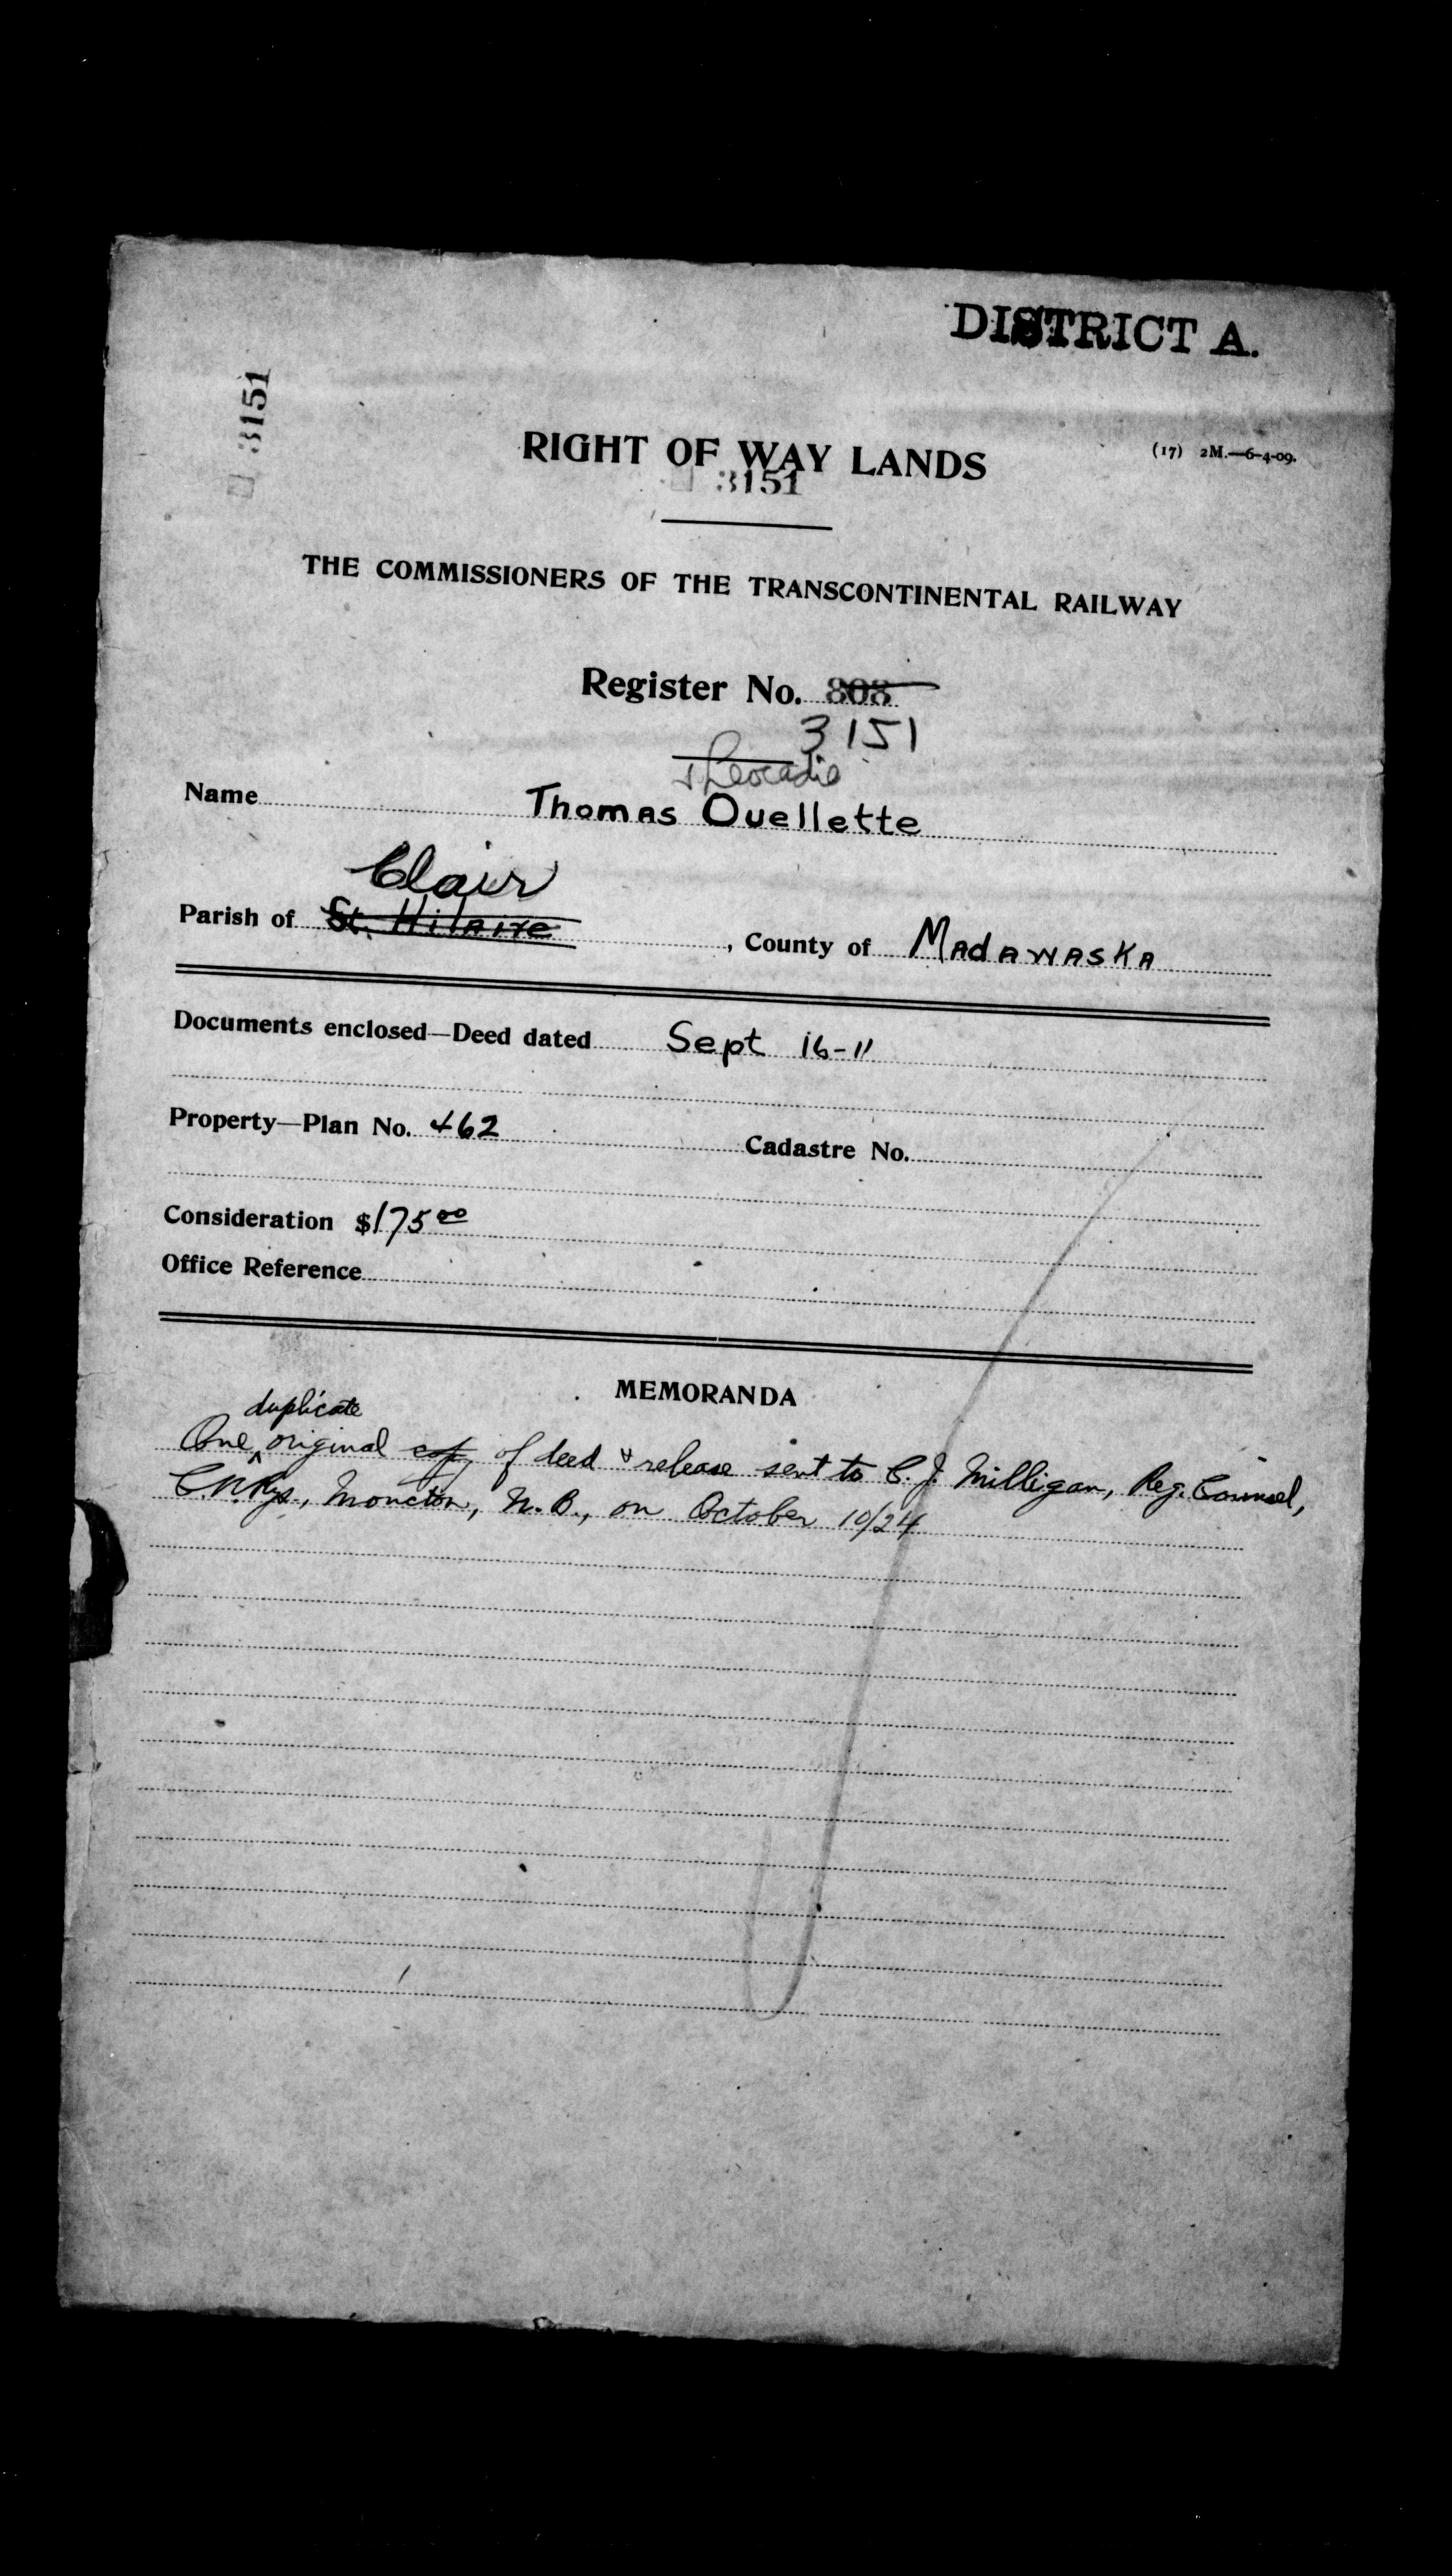 DISTRICT A.
3151
RIGHT OF WAY LANDS
(17) 2M.—6-4-09.
3151
THE COMMISSIONERS OF THE TRANSCONTINENTAL RAILWAY
Register No. 808
3151
& Leocadie
Name Thomas Ouellette
Clair
Parish of St. Hilaire, County of Madawaska
Documents enclosed—Deed dated Sept 16-11
Property—Plan No. 462 Cadastre No.
Consideration $175 00
Office Reference
MEMORANDA
duplicate
One ^ original copy of deed & release sent to C. J. Milligan, Reg. Counsel,
C.N.Rys., Moncton, N.B., on October 10/24